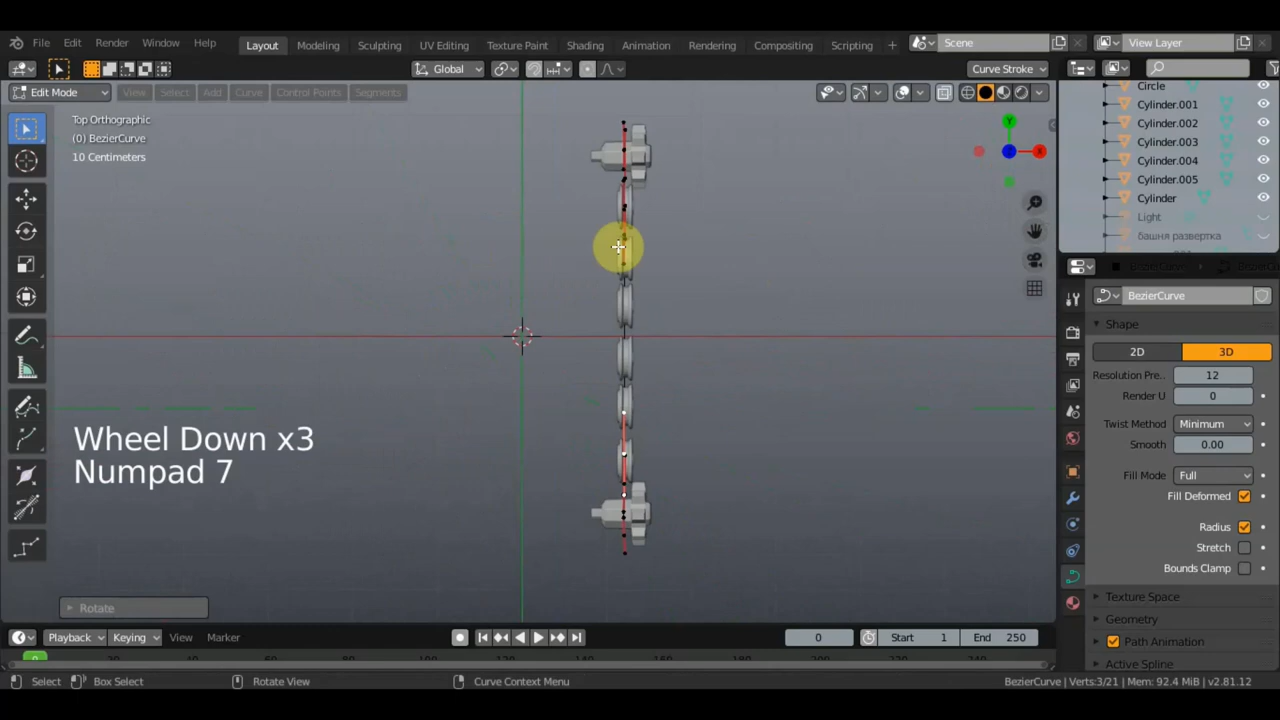 File Edit Render Window Help Layout Modeling Sculpting UV Editing Texture Paint Shading Animation Rendering Compositing Scripting + Scene View Layer
Global Curve Stroke
Edit Mode View Select Add Curve Control Points Segments
Circle
Cylinder.001
Cylinder.002
Cylinder.003
Cylinder.004
Cylinder.005
Cylinder
Light
башня развертка
Top Orthographic
(0) BezierCurve
10 Centimeters
Y
X
Z
BezierCurve
Shape
2D 3D
Resolution Pre.. 12
Render U 0
Twist Method Minimum
Smooth 0.00
Fill Mode Full
Fill Deformed
Radius
Stretch
Bounds Clamp
Texture Space
Geometry
Path Animation
Active Spline
Wheel Down x3
Numpad 7
Rotate
Playback Keying View Marker 0 Start 1 End 250
0
Select Box Select Rotate View Curve Context Menu BezierCurve | Verts:3/21 | Mem: 92.4 MiB | v2.81.12